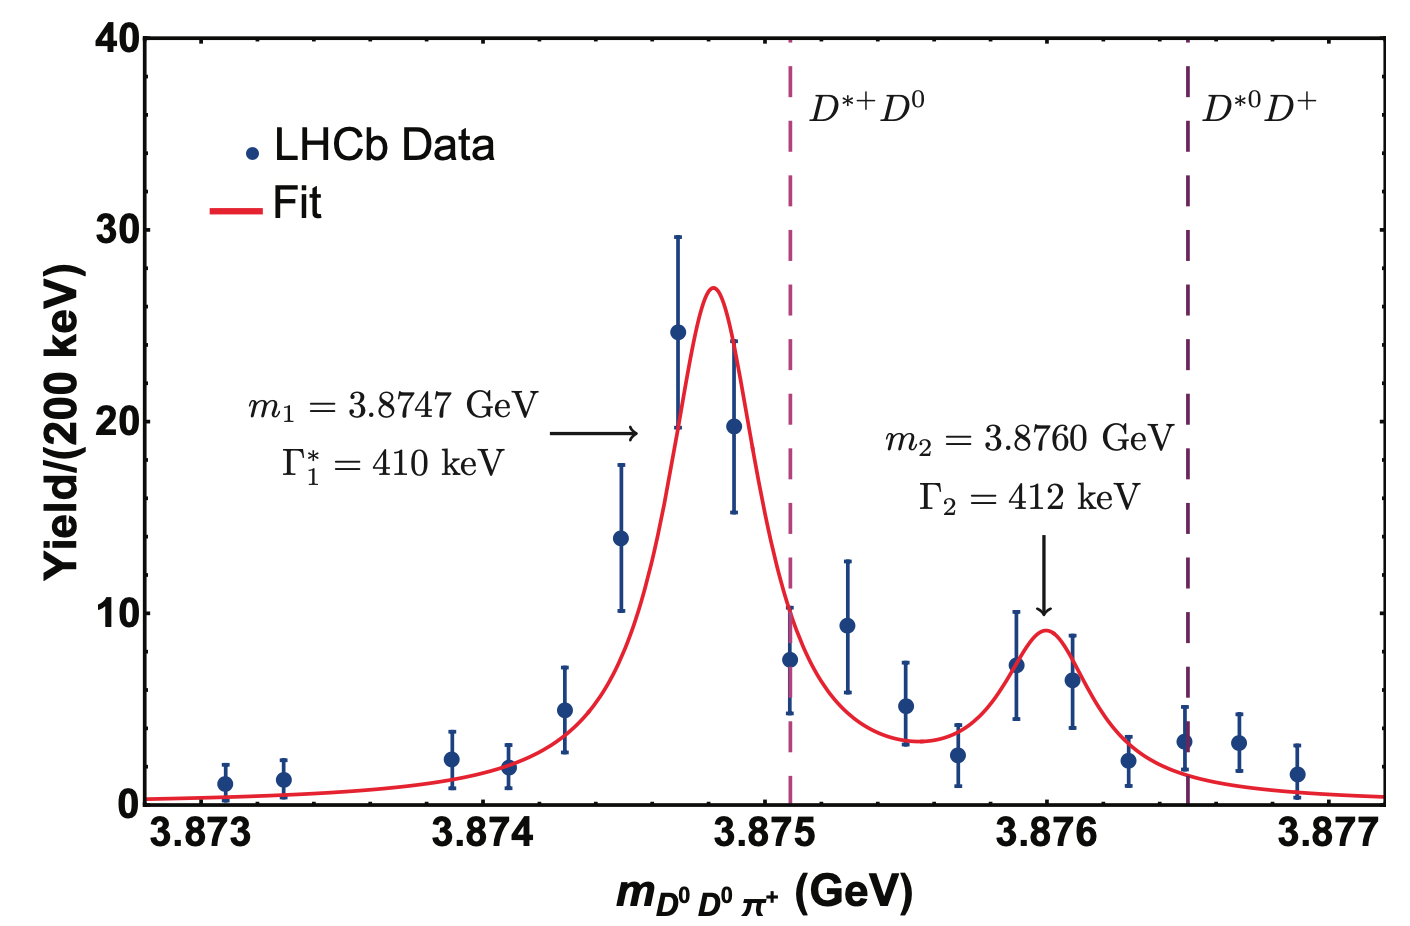 40
30
20
10
0
Yield/(200 keV)
LHCb Data
Fit
D*⁺D⁰
D*⁰D⁺
m₁ = 3.8747 GeV
Γ₁* = 410 keV
m₂ = 3.8760 GeV
Γ₂ = 412 keV
3.873 3.874 3.875 3.876 3.877
m_D⁰ D⁰ π⁺ (GeV)